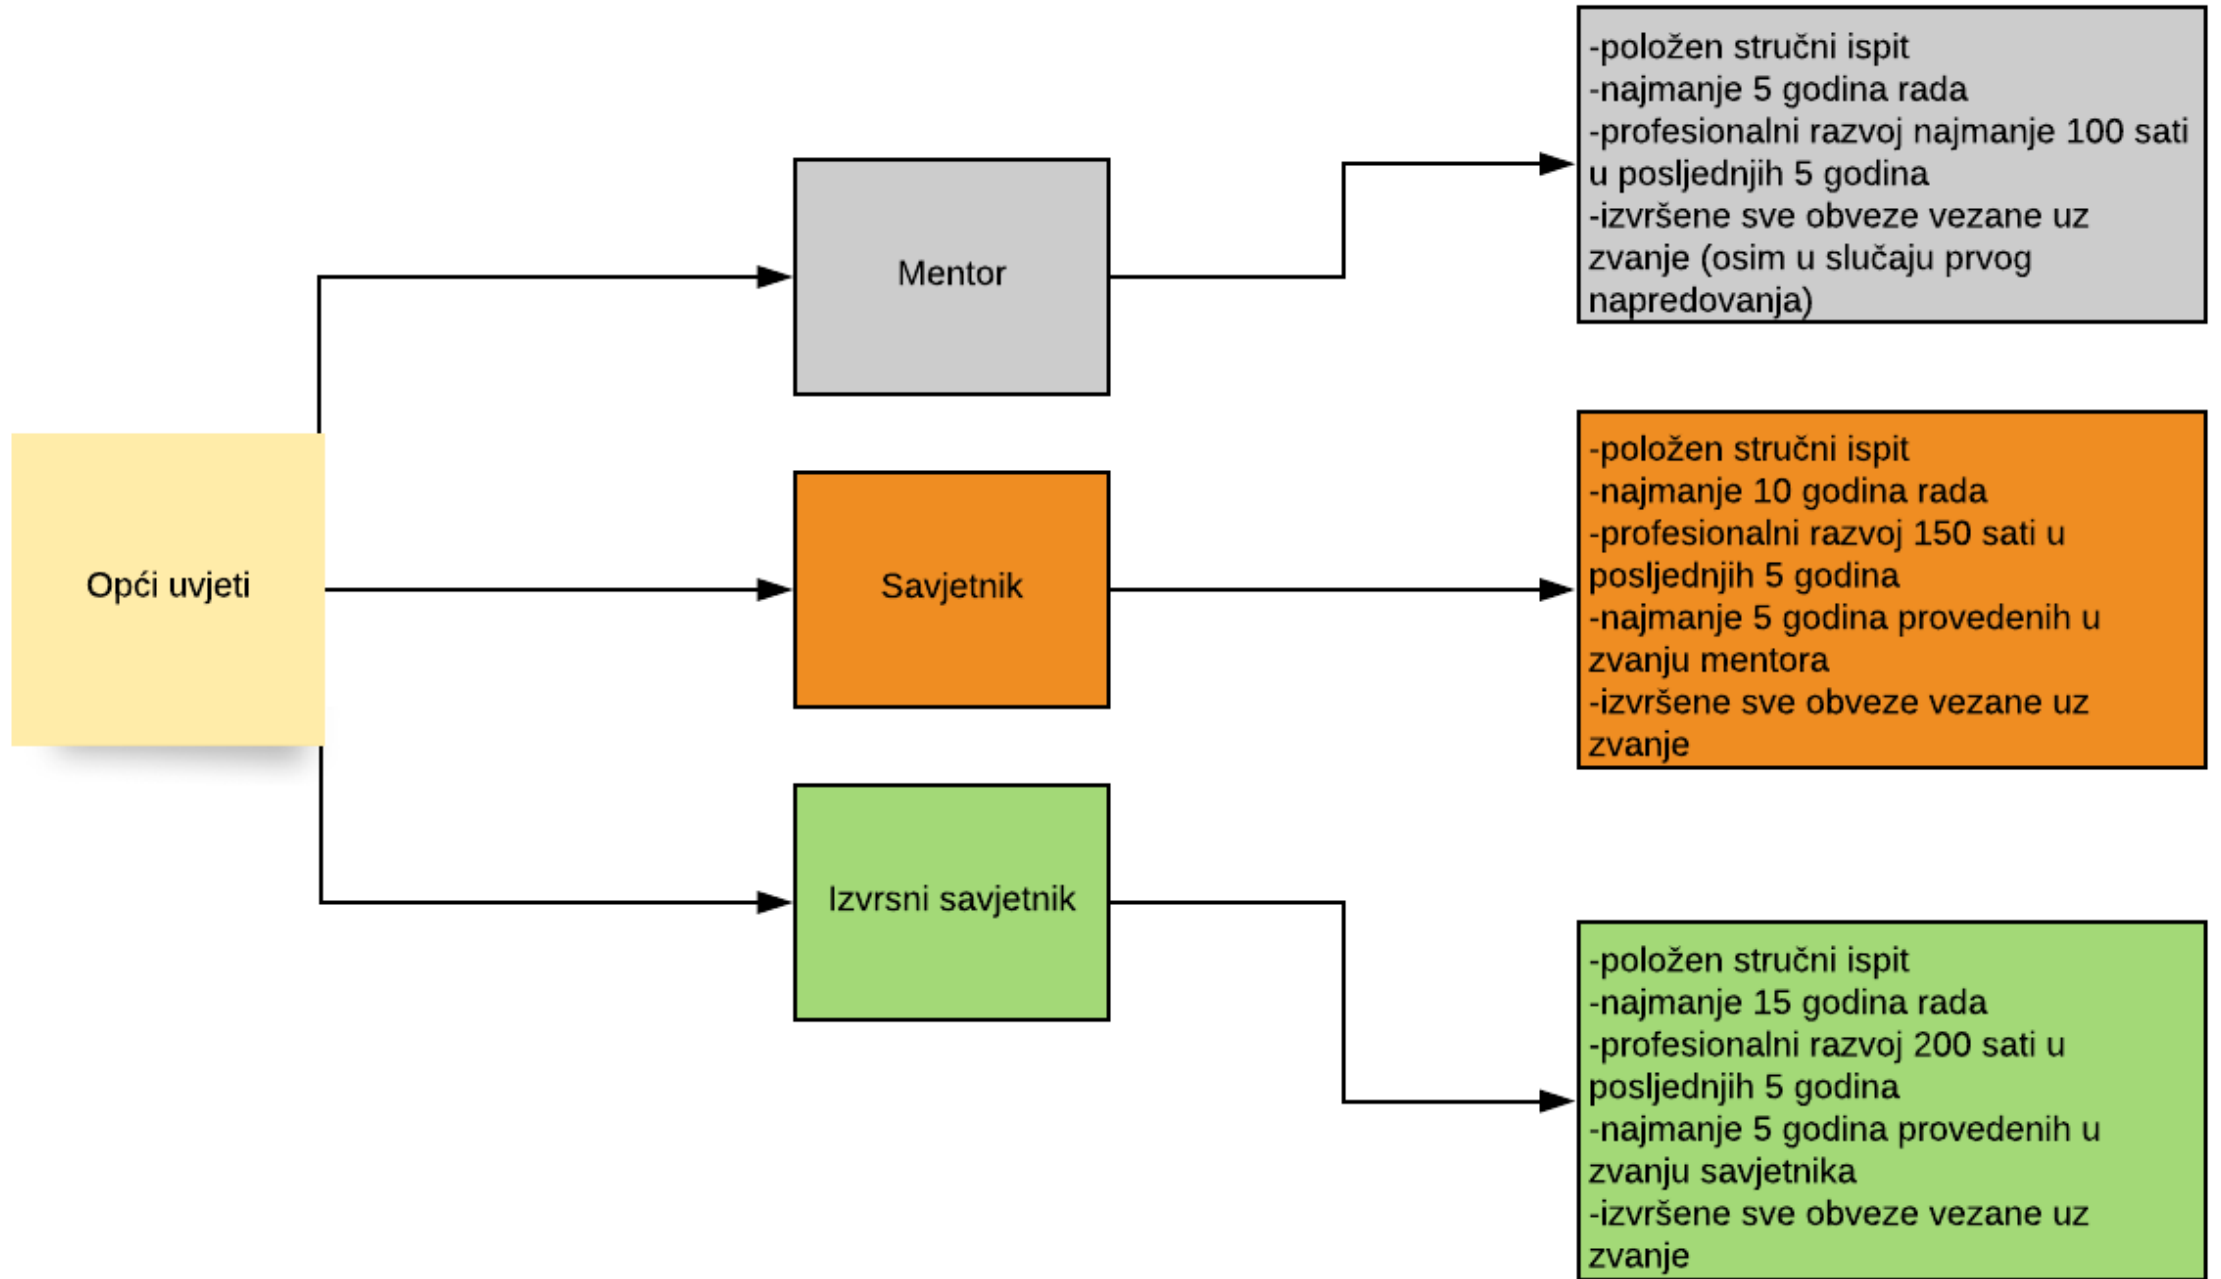 Opći uvjeti
Mentor
-položen stručni ispit
-najmanje 5 godina rada
-profesionalni razvoj najmanje 100 sati
u posljednjih 5 godina
-izvršene sve obveze vezane uz
zvanje (osim u slučaju prvog
napredovanja)
Savjetnik
-položen stručni ispit
-najmanje 10 godina rada
-profesionalni razvoj 150 sati u
posljednjih 5 godina
-najmanje 5 godina provedenih u
zvanju mentora
-izvršene sve obveze vezane uz
zvanje
Izvrsni savjetnik
-položen stručni ispit
-najmanje 15 godina rada
-profesionalni razvoj 200 sati u
posljednjih 5 godina
-najmanje 5 godina provedenih u
zvanju savjetnika
-izvršene sve obveze vezane uz
zvanje